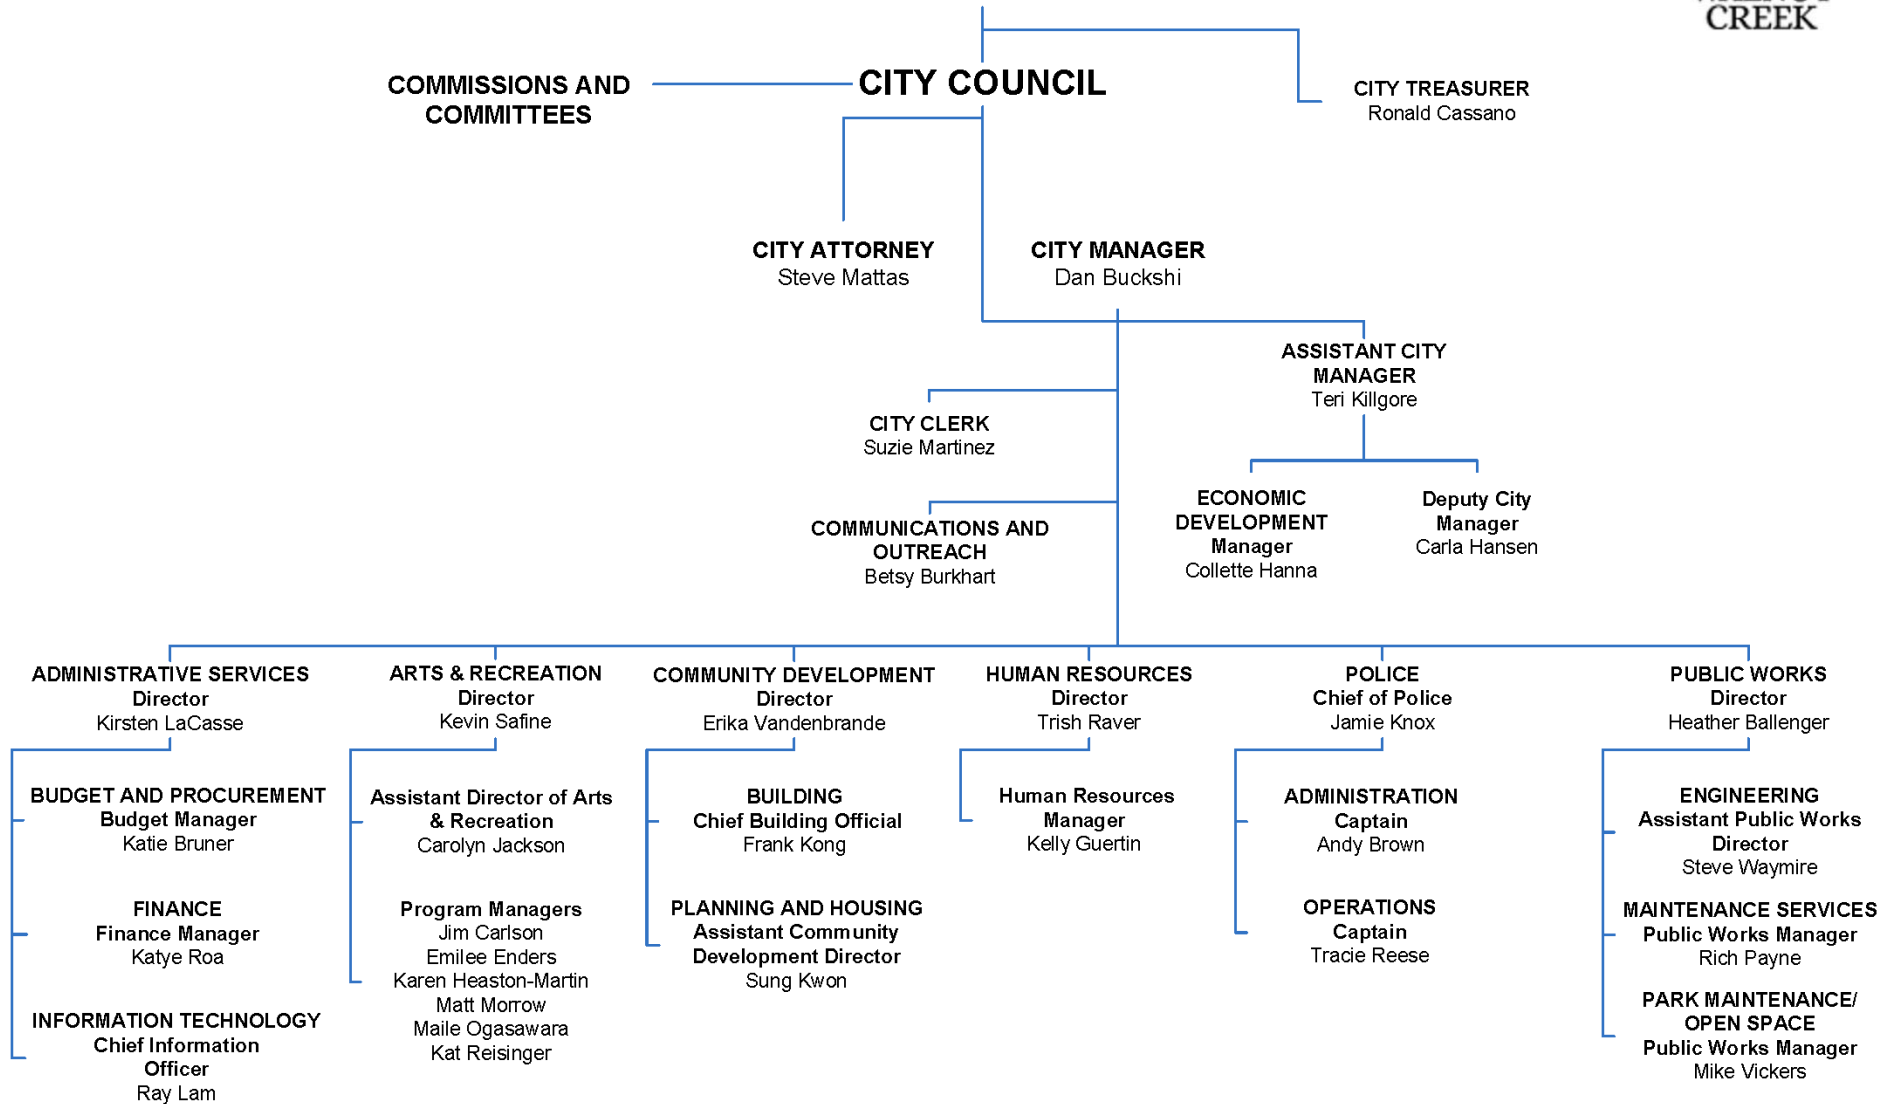 CREEK
COMMISSIONS AND
COMMITTEES
CITY COUNCIL
CITY TREASURER
Ronald Cassano
CITY ATTORNEY
Steve Mattas
CITY MANAGER
Dan Buckshi
ASSISTANT CITY
MANAGER
Teri Killgore
CITY CLERK
Suzie Martinez
ECONOMIC
DEVELOPMENT
Manager
Collette Hanna
Deputy City
Manager
Carla Hansen
COMMUNICATIONS AND
OUTREACH
Betsy Burkhart
ADMINISTRATIVE SERVICES
Director
Kirsten LaCasse
BUDGET AND PROCUREMENT
Budget Manager
Katie Bruner
FINANCE
Finance Manager
Katye Roa
INFORMATION TECHNOLOGY
Chief Information
Officer
Ray Lam
ARTS & RECREATION
Director
Kevin Safine
Assistant Director of Arts
& Recreation
Carolyn Jackson
Program Managers
Jim Carlson
Emilee Enders
Karen Heaston-Martin
Matt Morrow
Maile Ogasawara
Kat Reisinger
COMMUNITY DEVELOPMENT
Director
Erika Vandenbrande
BUILDING
Chief Building Official
Frank Kong
PLANNING AND HOUSING
Assistant Community
Development Director
Sung Kwon
HUMAN RESOURCES
Director
Trish Raver
Human Resources
Manager
Kelly Guertin
POLICE
Chief of Police
Jamie Knox
ADMINISTRATION
Captain
Andy Brown
OPERATIONS
Captain
Tracie Reese
PUBLIC WORKS
Director
Heather Ballenger
ENGINEERING
Assistant Public Works
Director
Steve Waymire
MAINTENANCE SERVICES
Public Works Manager
Rich Payne
PARK MAINTENANCE/
OPEN SPACE
Public Works Manager
Mike Vickers